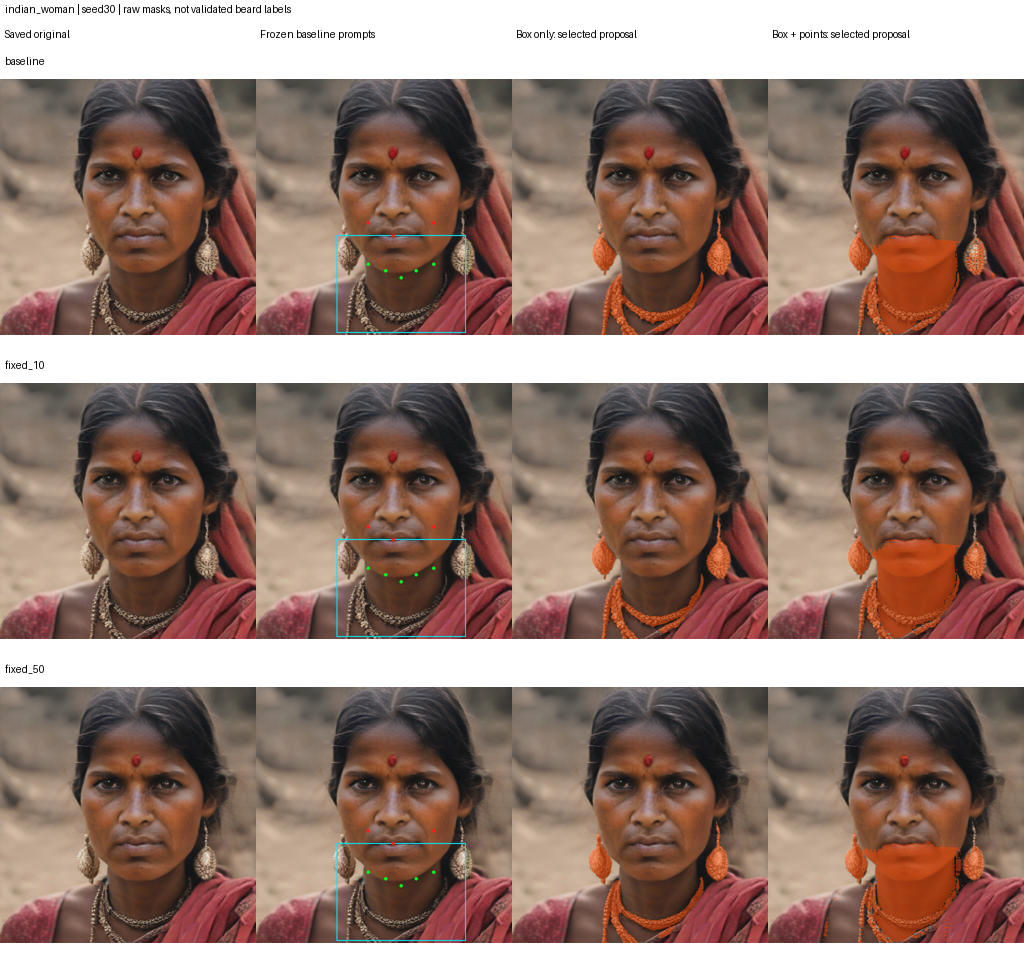 indian_woman | seed30 | raw masks, not validated beard labels
Saved original
Frozen baseline prompts
Box only: selected proposal
Box + points: selected proposal
baseline
fixed_10
fixed_50